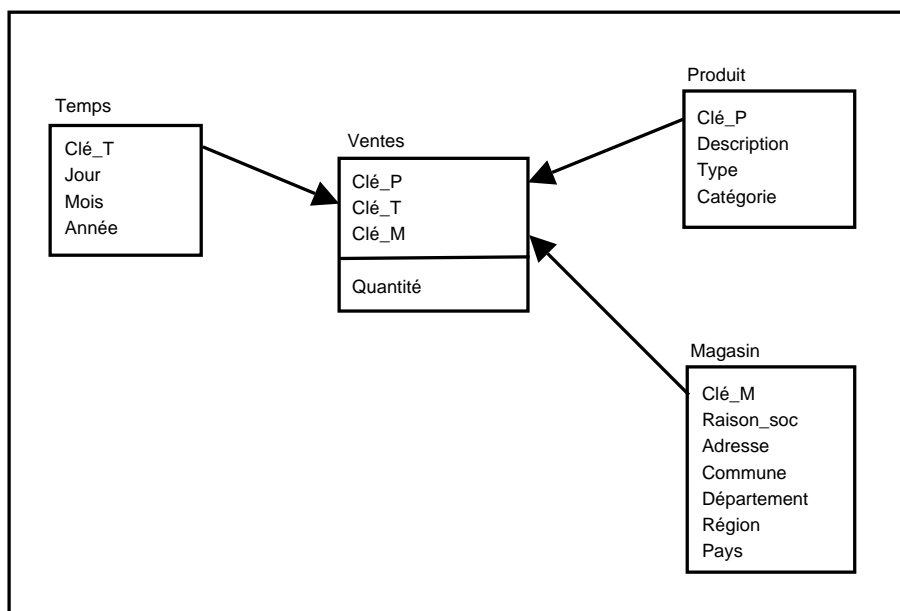 Temps
Clé_T
Jour
Mois
Année
Ventes
Clé_P
Clé_T
Clé_M
Quantité
Produit
Clé_P
Description
Type
Catégorie
Magasin
Clé_M
Raison_soc
Adresse
Commune
Département
Région
Pays